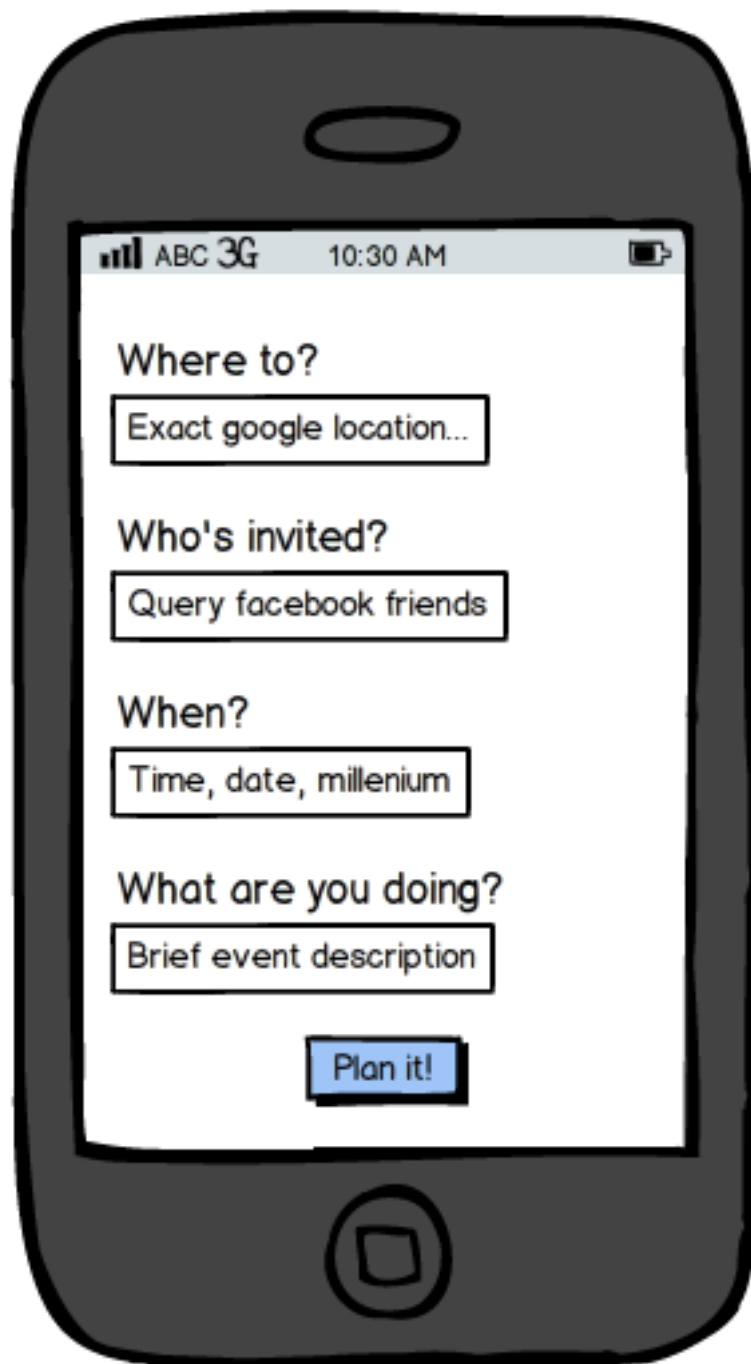 ABC 3G 10:30 AM
Where to?
Exact google location...
Who's invited?
Query facebook friends
When?
Time, date, millenium
What are you doing?
Brief event description
Plan it!